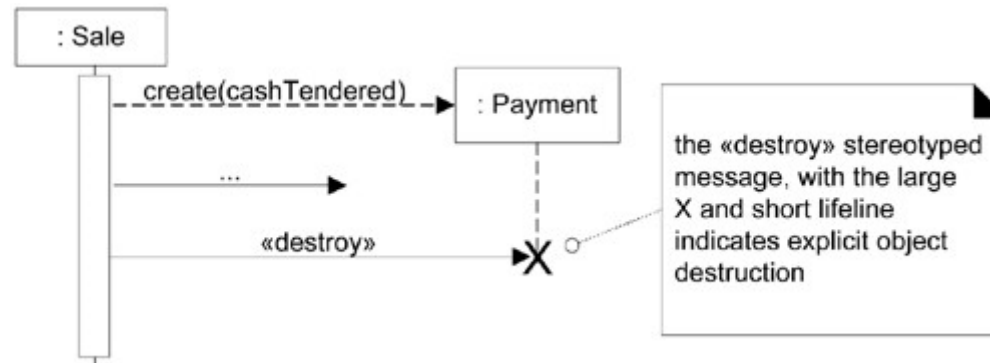 : Sale
create(cashTendered)
: Payment
...
«destroy»
X
the «destroy» stereotyped
message, with the large
X and short lifeline
indicates explicit object
destruction